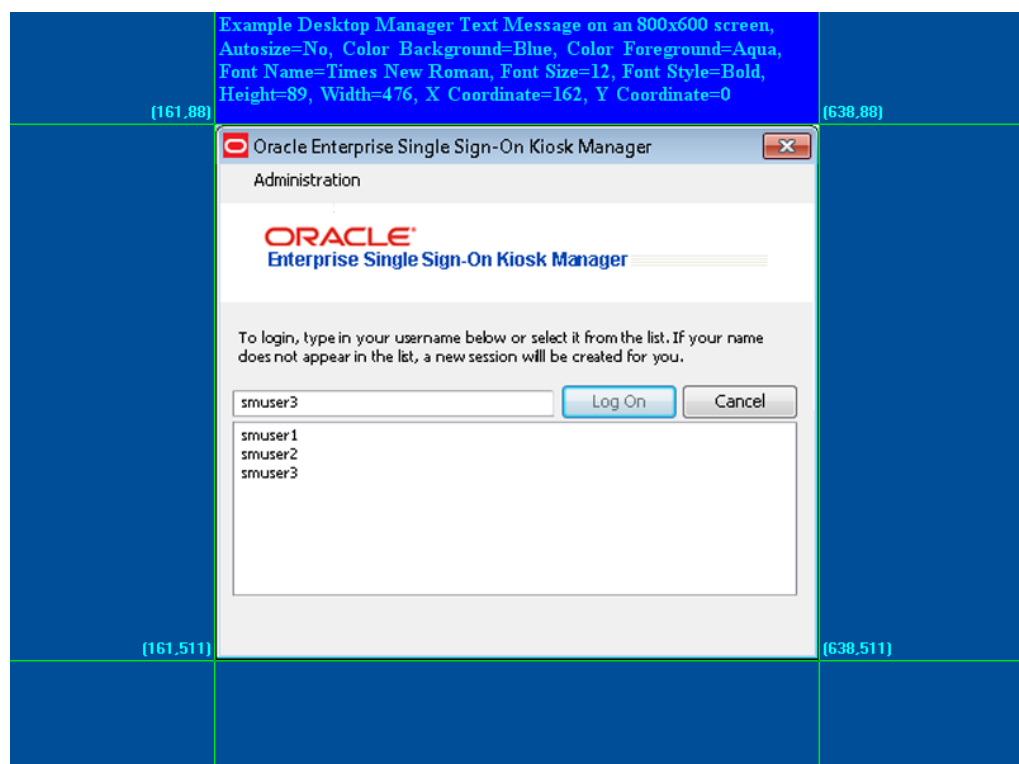 Example Desktop Manager Text Message on an 800x600 screen,
Autosize=No, Color Background=Blue, Color Foreground=Aqua,
Font Name=Times New Roman, Font Size=12, Font Style=Bold,
Height=89, Width=476, X Coordinate=162, Y Coordinate=0
(161,88)
(638,88)
Oracle Enterprise Single Sign-On Kiosk Manager
Administration
ORACLE
Enterprise Single Sign-On Kiosk Manager
To login, type in your username below or select it from the list. If your name
does not appear in the list, a new session will be created for you.
smuser3
Log On
Cancel
smuser1
smuser2
smuser3
(161,511)
(638,511)